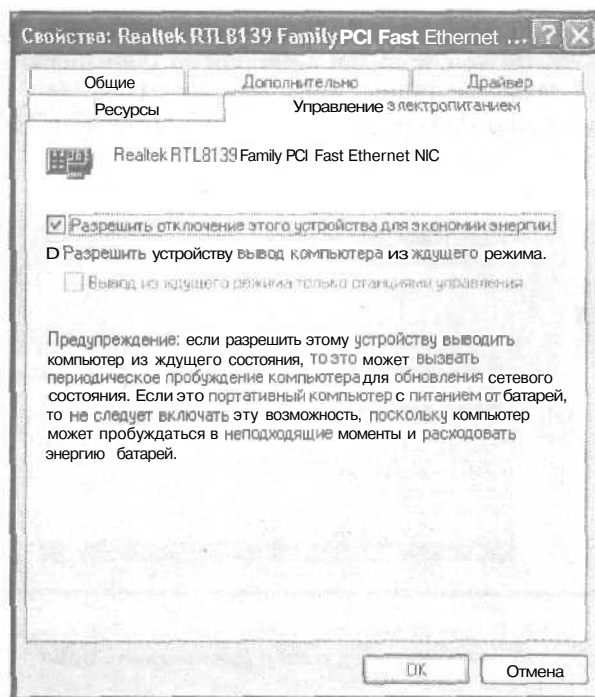 Свойства: Realtek RTL8139 Family PCI Fast Ethernet ... ? X
Общие Дополнительно Драйвер
Ресурсы Управление электропитанием
Realtek RTL8139 Family PCI Fast Ethernet NIC
Разрешить отключение этого устройства для экономии энергии.
D Разрешить устройству вывод компьютера из ждущего режима.
Вывод из ждущего режима только станциями управления
Предупреждение: если разрешить этому устройству выводить
компьютер из ждущего состояния, то это может вызвать
периодическое пробуждение компьютера для обновления сетевого
состояния. Если это портативный компьютер с питанием от батарей,
то не следует включать эту возможность, поскольку компьютер
может пробуждаться в неподходящие моменты и расходовать
энергию батарей.
OK Отмена